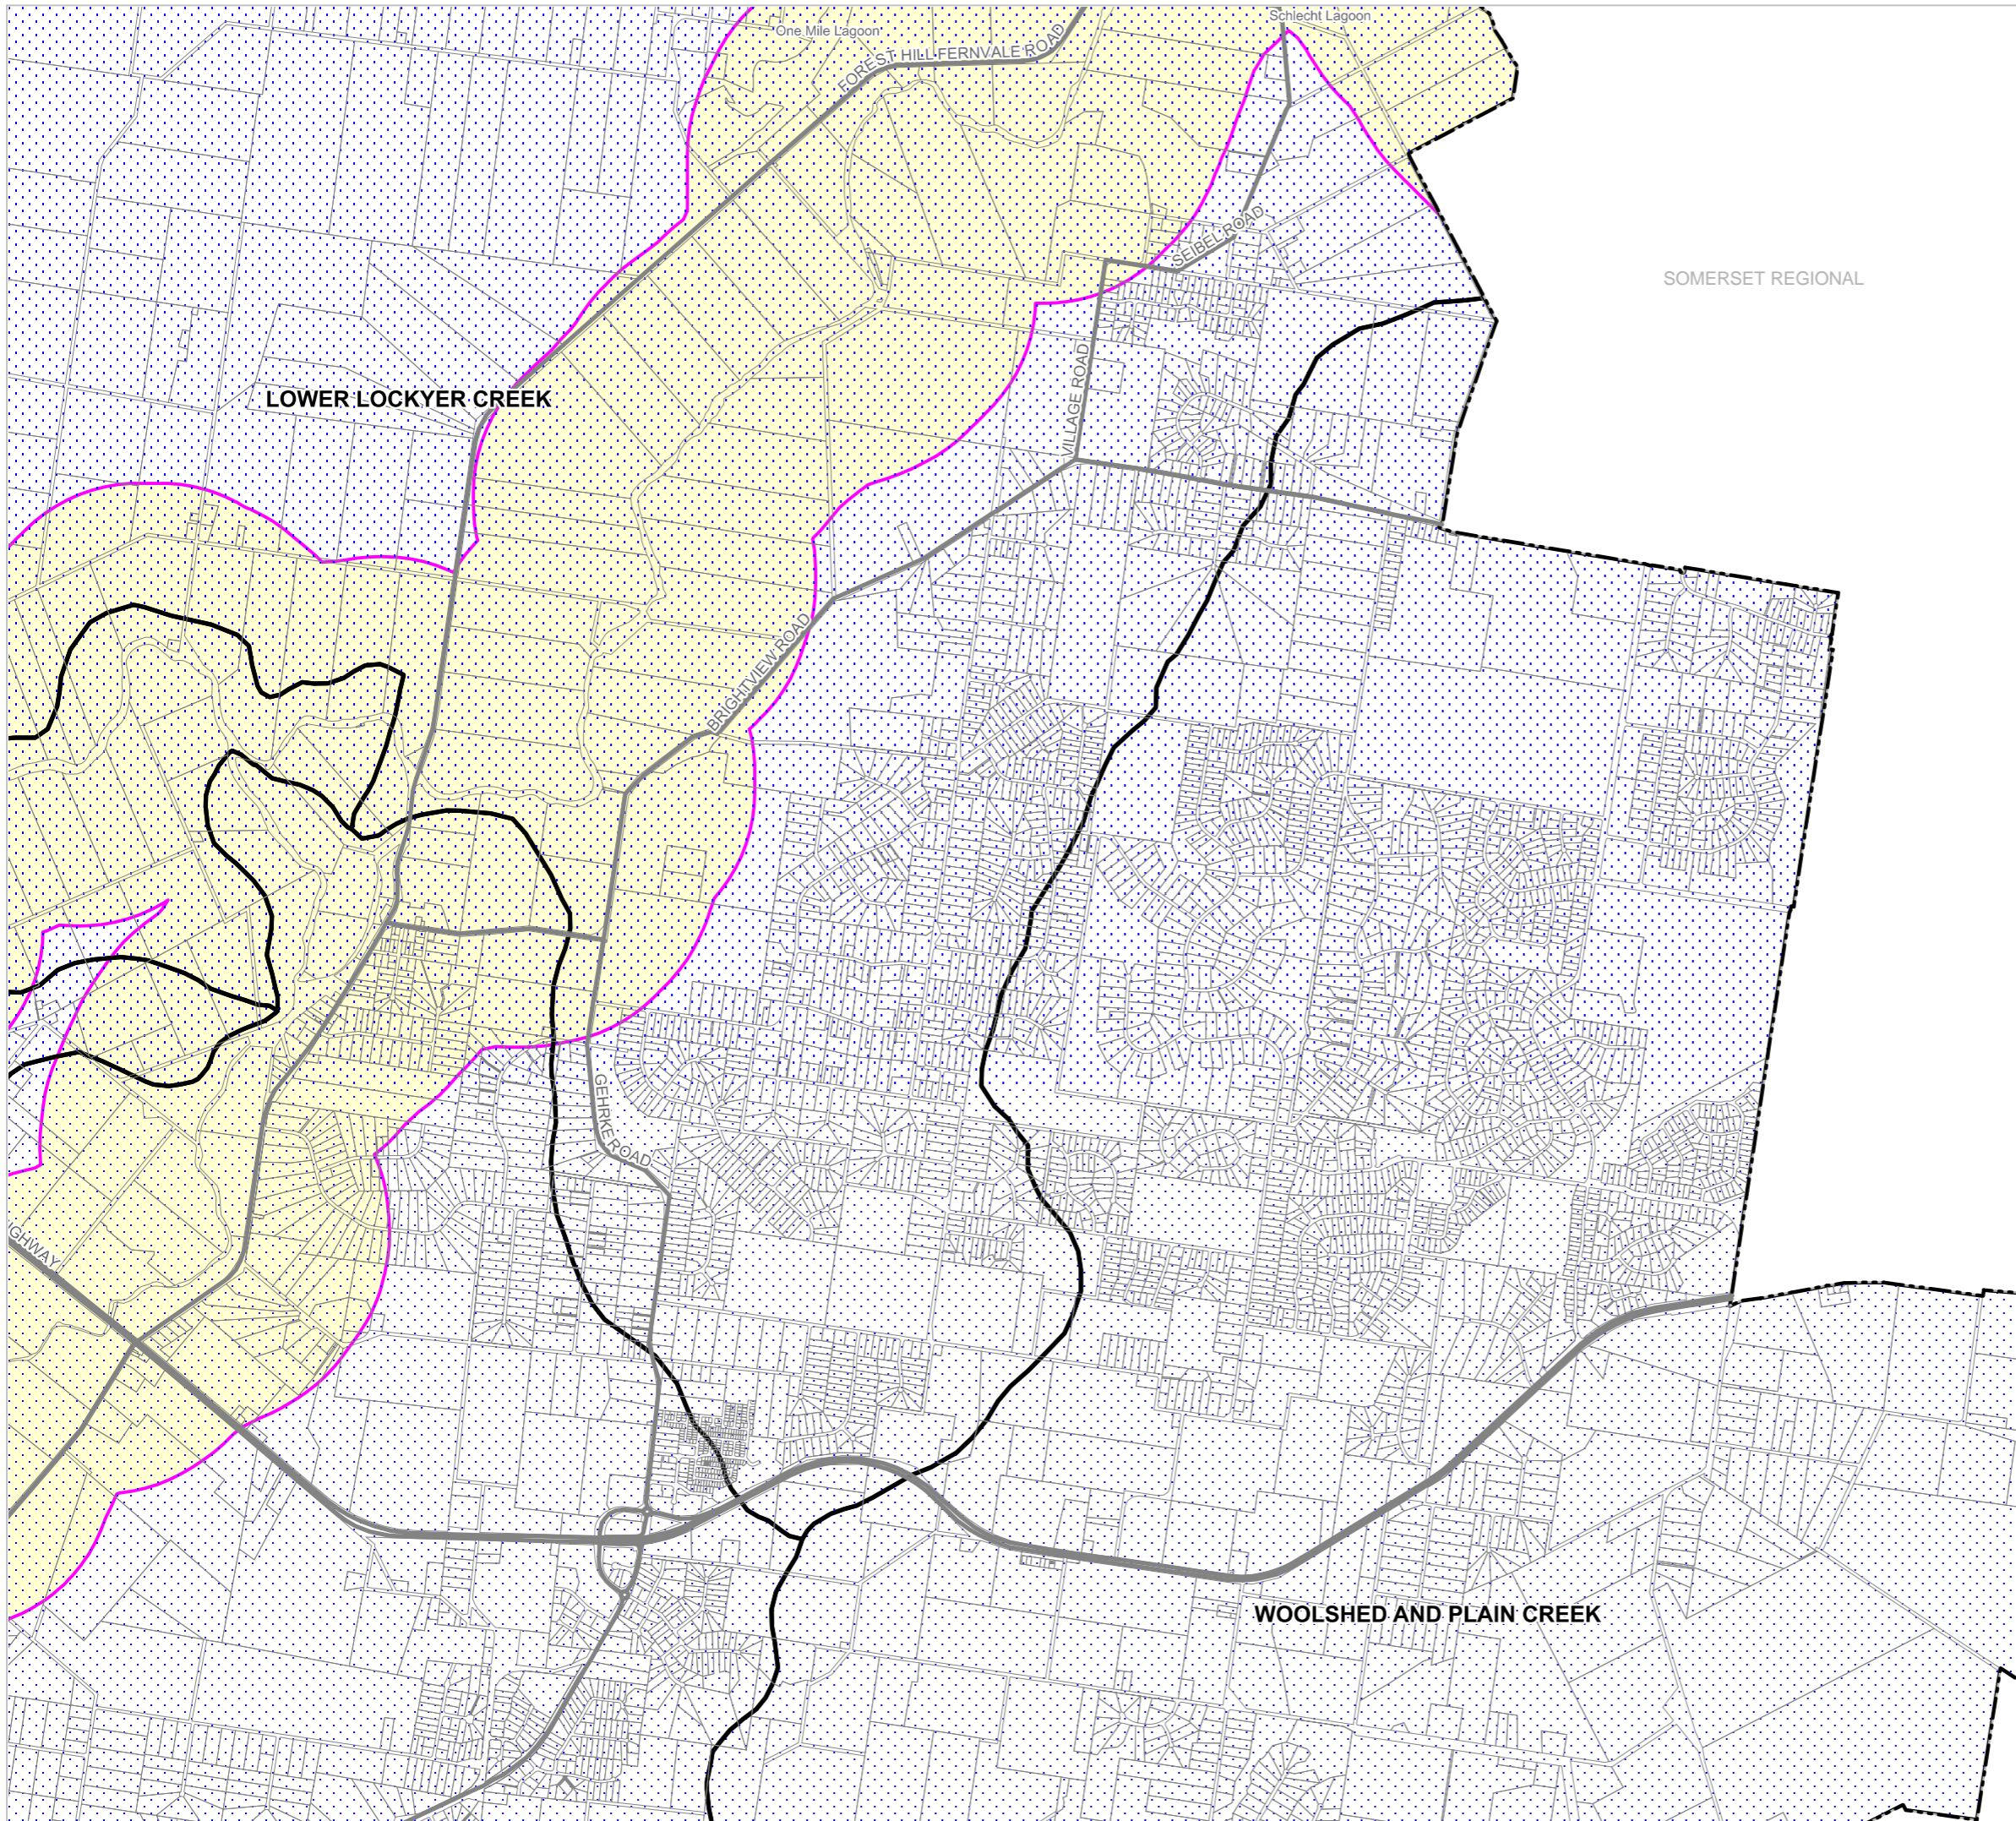 One Mile Lagoon
Schlecht Lagoon
FOREST HILL FERNVALE ROAD
SEIBEL ROAD
SOMERSET REGIONAL
VILLAGE ROAD
LOWER LOCKYER CREEK
BRIGHTVIEW ROAD
GEHRKE ROAD
GHWAY
WOOLSHED AND PLAIN CREEK